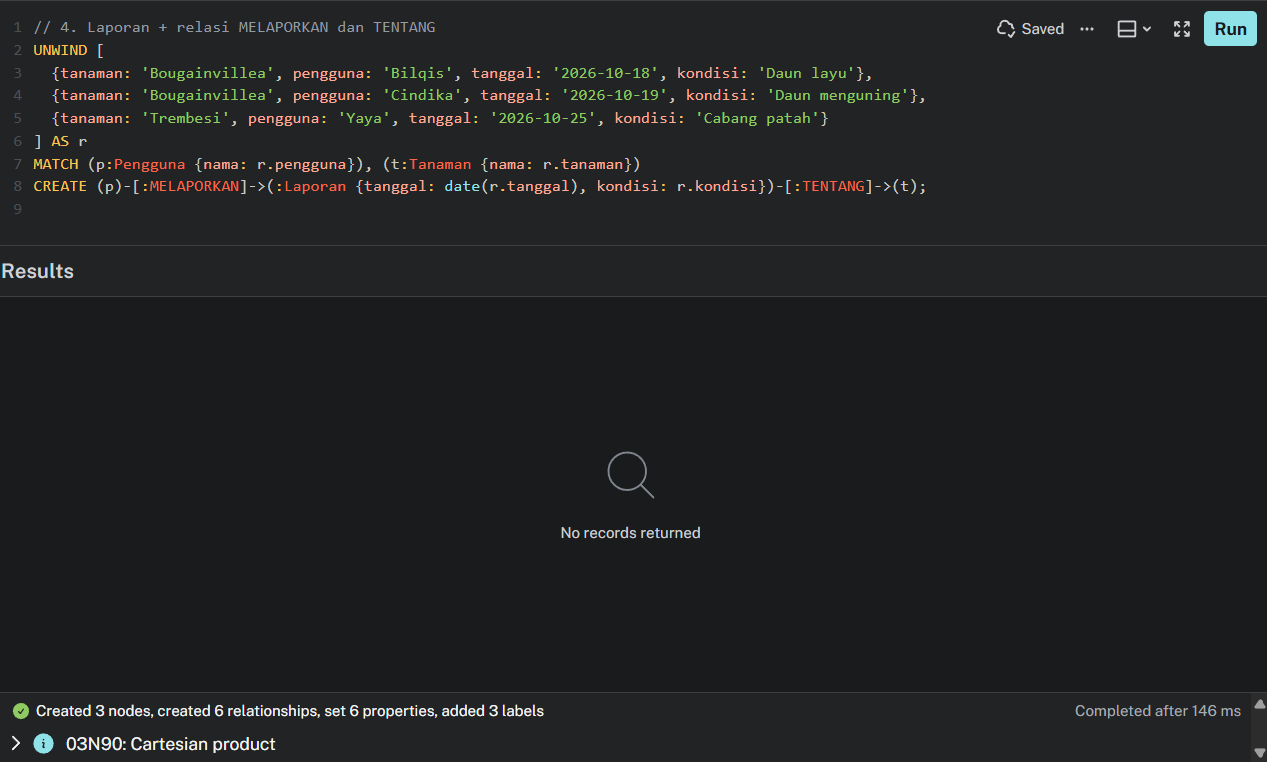 1 // 4. Laporan + relasi MELAPORKAN dan TENTANG
Saved
Run
2 UNWIND [
3   {tanaman: 'Bougainvillea', pengguna: 'Bilqis', tanggal: '2026-10-18', kondisi: 'Daun layu'},
4   {tanaman: 'Bougainvillea', pengguna: 'Cindika', tanggal: '2026-10-19', kondisi: 'Daun menguning'},
5   {tanaman: 'Trembesi', pengguna: 'Yaya', tanggal: '2026-10-25', kondisi: 'Cabang patah'}
6 ] AS r
7 MATCH (p:Pengguna {nama: r.pengguna}), (t:Tanaman {nama: r.tanaman})
8 CREATE (p)-[:MELAPORKAN]->(:Laporan {tanggal: date(r.tanggal), kondisi: r.kondisi})-[:TENTANG]->(t);
9
Results
No records returned
Created 3 nodes, created 6 relationships, set 6 properties, added 3 labels
Completed after 146 ms
03N90: Cartesian product